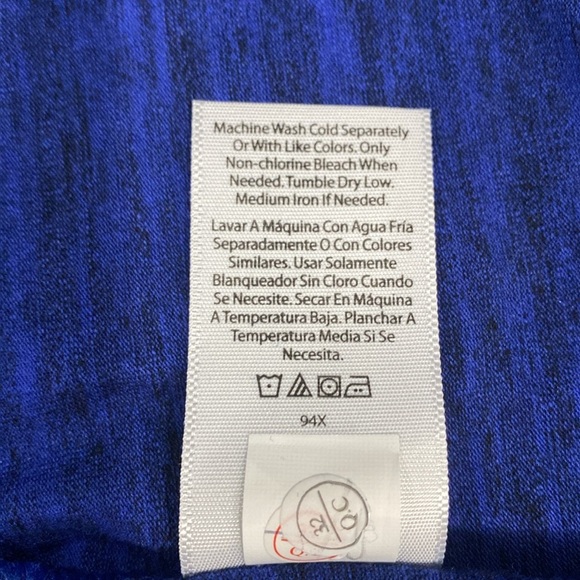 Machine Wash Cold Separately
Or With Like Colors. Only
Non-chlorine Bleach When
Needed. Tumble Dry Low.
Medium Iron If Needed.
Lavar A Máquina Con Agua Fría
Separadamente O Con Colores
Similares. Usar Solamente
Blanqueador Sin Cloro Cuando
Se Necesite. Secar En Máquina
A Temperatura Baja. Planchar A
Temperatura Media Si Se
Necesita.
94X
32
Q.C